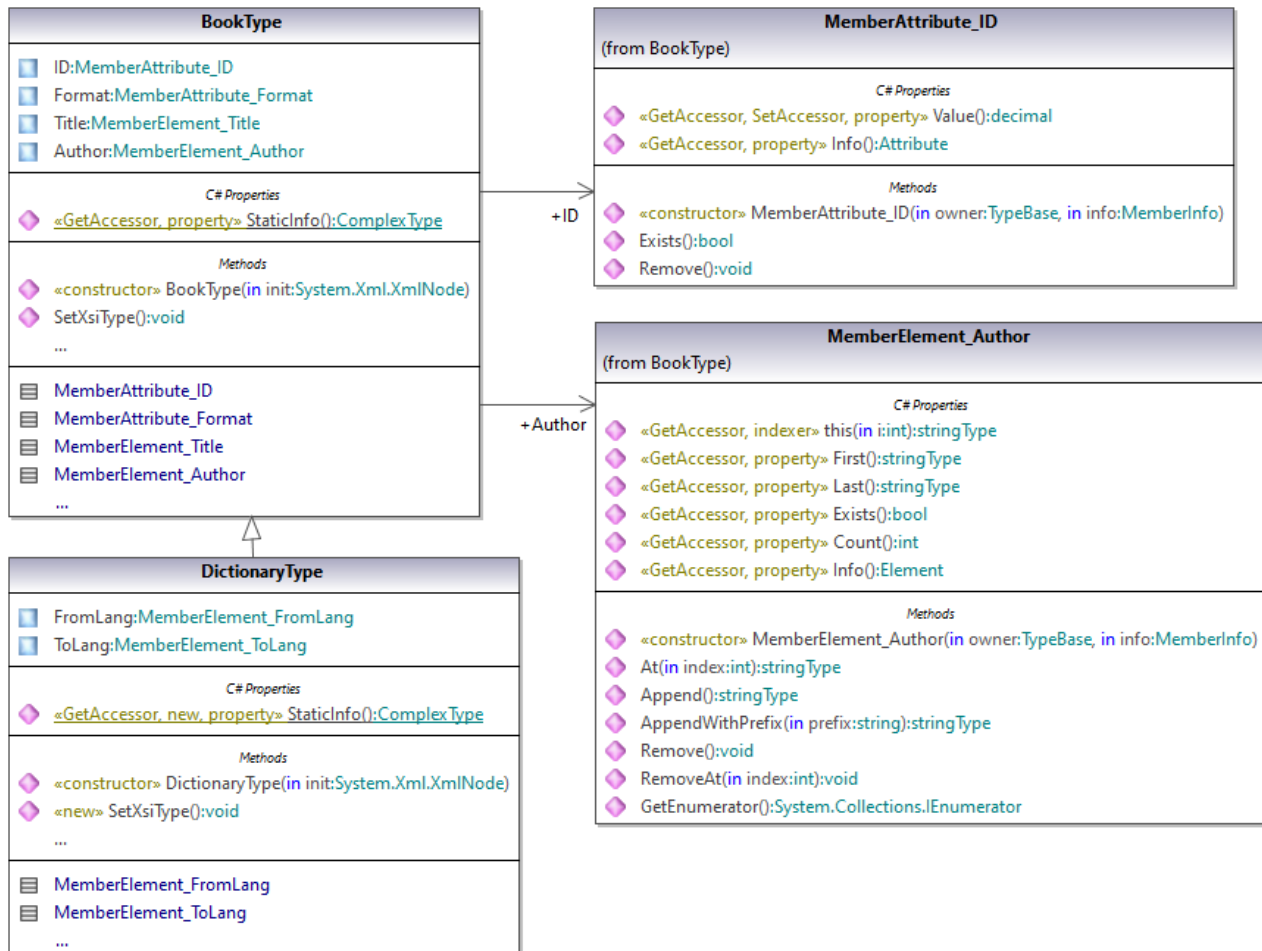 BookType
ID:MemberAttribute_ID
Format:MemberAttribute_Format
Title:MemberElement_Title
Author:MemberElement_Author
C# Properties
«GetAccessor, property» StaticInfo():ComplexType
Methods
«constructor» BookType(in init:System.Xml.XmlNode)
SetXsiType():void
...
MemberAttribute_ID
MemberAttribute_Format
MemberElement_Title
MemberElement_Author
...
DictionaryType
FromLang:MemberElement_FromLang
ToLang:MemberElement_ToLang
C# Properties
«GetAccessor, new, property» StaticInfo():ComplexType
Methods
«constructor» DictionaryType(in init:System.Xml.XmlNode)
«new» SetXsiType():void
...
MemberElement_FromLang
MemberElement_ToLang
...
+ID
+Author
MemberAttribute_ID
(from BookType)
C# Properties
«GetAccessor, SetAccessor, property» Value():decimal
«GetAccessor, property» Info():Attribute
Methods
«constructor» MemberAttribute_ID(in owner:TypeBase, in info:MemberInfo)
Exists():bool
Remove():void
MemberElement_Author
(from BookType)
C# Properties
«GetAccessor, indexer» this(in i:int):stringType
«GetAccessor, property» First():stringType
«GetAccessor, property» Last():stringType
«GetAccessor, property» Exists():bool
«GetAccessor, property» Count():int
«GetAccessor, property» Info():Element
Methods
«constructor» MemberElement_Author(in owner:TypeBase, in info:MemberInfo)
At(in index:int):stringType
Append():stringType
AppendWithPrefix(in prefix:string):stringType
Remove():void
RemoveAt(in index:int):void
GetEnumerator():System.Collections.IEnumerator